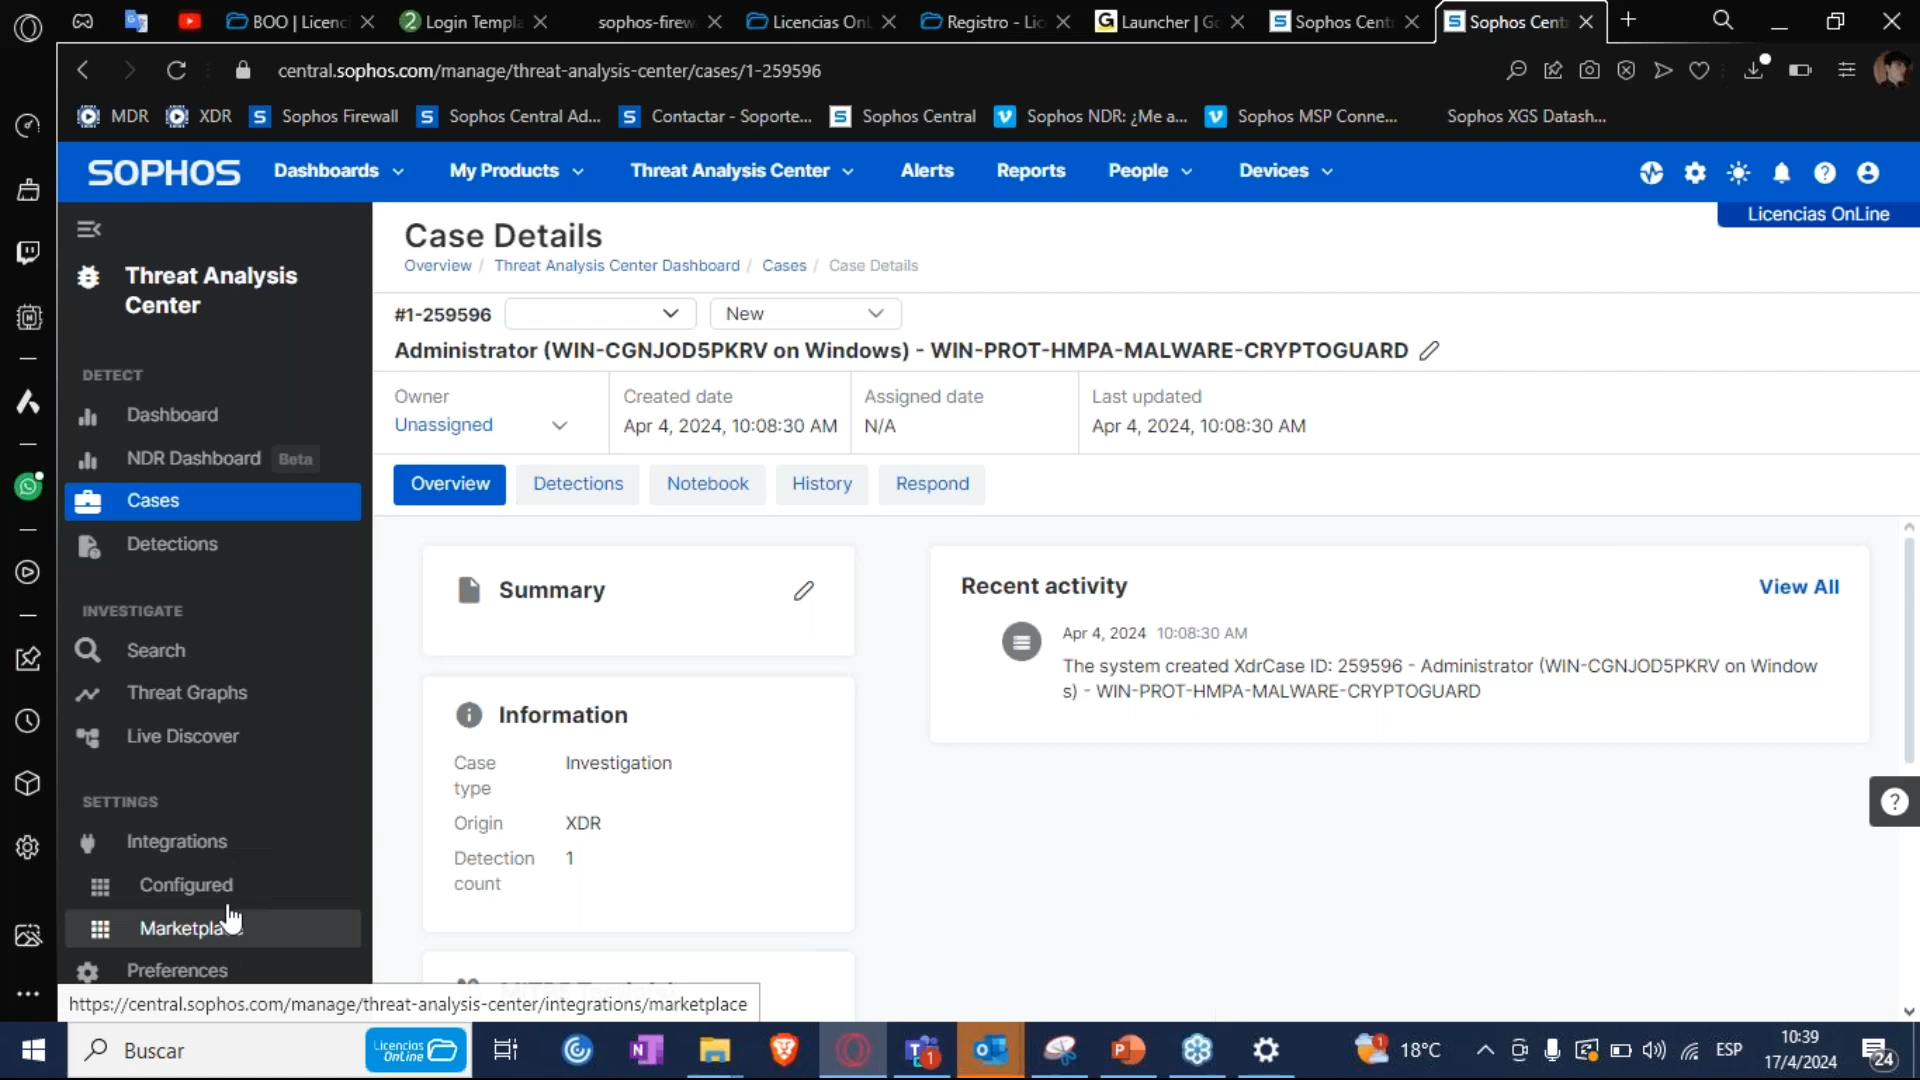 BOO | Licenc
Login Templa
sophos-firew
Licencias OnL
Registro - Lic
Launcher | Go
Sophos Cent
Sophos Cent
central.sophos.com/manage/threat-analysis-center/cases/1-259596
MDR
XDR
Sophos Firewall
Sophos Central Ad...
Contactar - Soporte...
Sophos Central
Sophos NDR: ¿Me a...
Sophos MSP Conne...
Sophos XGS Datash...
SOPHOS
Dashboards
My Products
Threat Analysis Center
Alerts
Reports
People
Devices
Licencias OnLine
Threat Analysis
Center
DETECT
Dashboard
NDR Dashboard Beta
Cases
Detections
INVESTIGATE
Search
Threat Graphs
Live Discover
SETTINGS
Integrations
Configured
Marketplace
Preferences
Case Details
Overview / Threat Analysis Center Dashboard / Cases / Case Details
#1-259596
New
Administrator (WIN-CGNJOD5PKRV on Windows) - WIN-PROT-HMPA-MALWARE-CRYPTOGUARD
Owner
Unassigned
Created date
Apr 4, 2024, 10:08:30 AM
Assigned date
N/A
Last updated
Apr 4, 2024, 10:08:30 AM
Overview
Detections
Notebook
History
Respond
Summary
Information
Case
type
Investigation
Origin
XDR
Detection
count
1
Recent activity
View All
Apr 4, 2024 10:08:30 AM
The system created XdrCase ID: 259596 - Administrator (WIN-CGNJOD5PKRV on Window
s) - WIN-PROT-HMPA-MALWARE-CRYPTOGUARD
https://central.sophos.com/manage/threat-analysis-center/integrations/marketplace
Buscar
Licencias
OnLine
1
1
18°C
ESP
10:39
17/4/2024
24